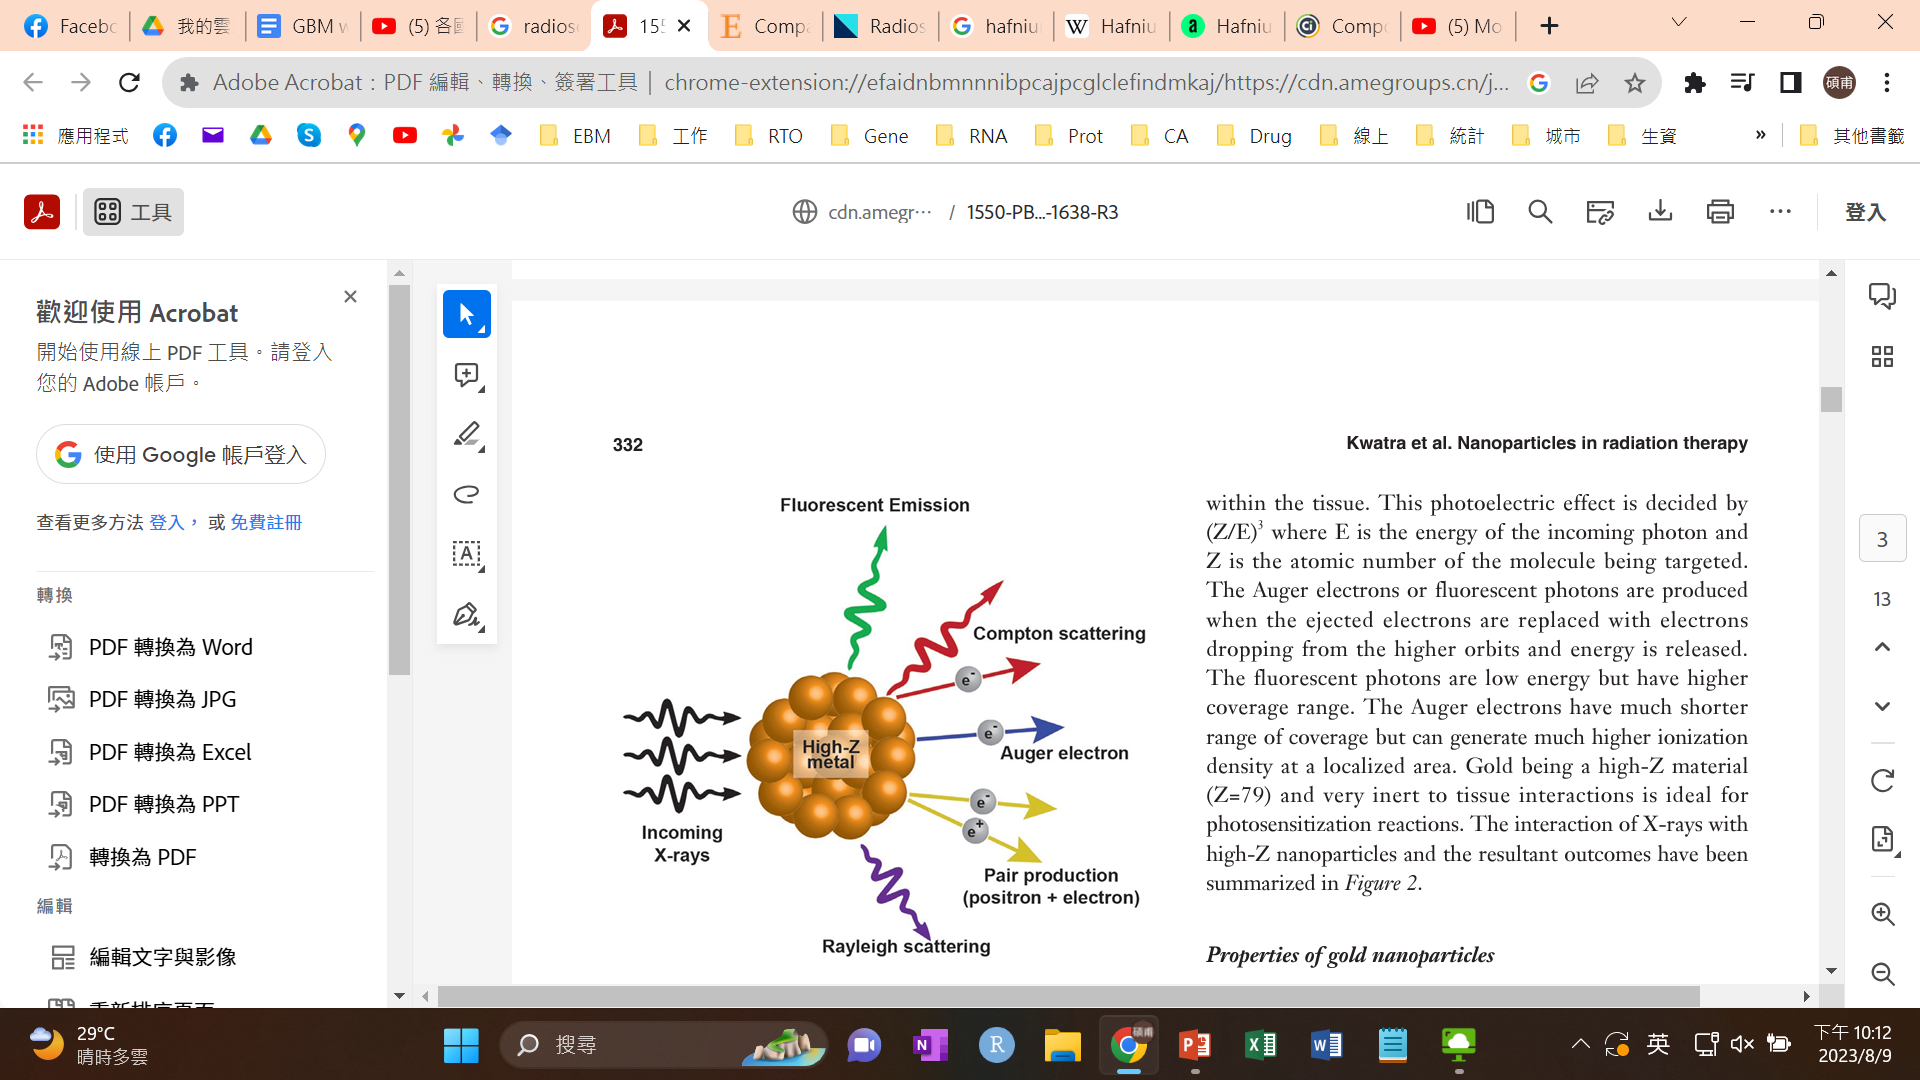 Facebo
我的雲
GBM w
(5) 各國
radiose
155
Compa
Radios
hafniu
Hafniu
Hafniu
Compo
(5) Mo
Adobe Acrobat：PDF 編輯、轉換、簽署工具 | chrome-extension://efaidnbmnnnibpcajpcglclefindmkaj/https://cdn.amegroups.cn/j...
碩甫
應用程式
EBM
工作
RTO
Gene
RNA
Prot
CA
Drug
線上
統計
城市
生資
»
其他書籤
工具
cdn.amegr··· / 1550-PB...-1638-R3
登入
歡迎使用 Acrobat
開始使用線上 PDF 工具。請登入
您的 Adobe 帳戶。
使用 Google 帳戶登入
查看更多方法 登入， 或 免費註冊
轉換
PDF 轉換為 Word
PDF 轉換為 JPG
PDF 轉換為 Excel
PDF 轉換為 PPT
轉換為 PDF
編輯
編輯文字與影像
重新排序頁面
332
Kwatra et al. Nanoparticles in radiation therapy
Fluorescent Emission
Compton scattering
e-
e-
Auger electron
High-Z
metal
e-
e+
Incoming
X-rays
Pair production
(positron + electron)
Rayleigh scattering
within the tissue. This photoelectric effect is decided by
(Z/E)³ where E is the energy of the incoming photon and
Z is the atomic number of the molecule being targeted.
The Auger electrons or fluorescent photons are produced
when the ejected electrons are replaced with electrons
dropping from the higher orbits and energy is released.
The fluorescent photons are low energy but have higher
coverage range. The Auger electrons have much shorter
range of coverage but can generate much higher ionization
density at a localized area. Gold being a high-Z material
(Z=79) and very inert to tissue interactions is ideal for
photosensitization reactions. The interaction of X-rays with
high-Z nanoparticles and the resultant outcomes have been
summarized in Figure 2.
Properties of gold nanoparticles
3
13
29°C
晴時多雲
搜尋
英
下午 10:12
2023/8/9